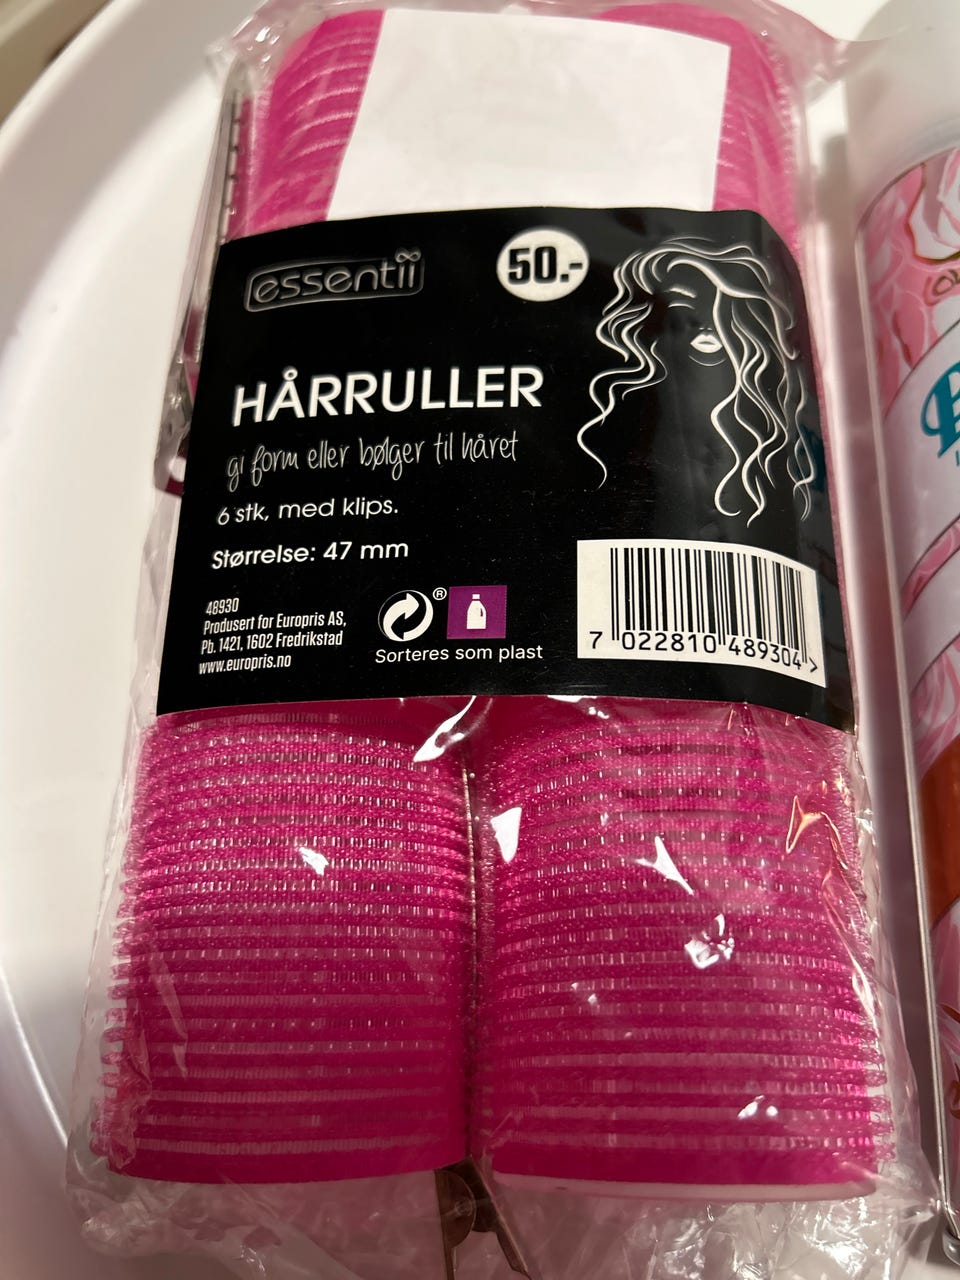 essentii
50.-
HÅRRULLER
gi form eller bølger til håret
6 stk, med klips.
Størrelse: 47 mm
48930
Produsert for Europris AS,
Pb. 1421, 1602 Fredrikstad
www.europris.no
®
Sorteres som plast
7 022810 489304 >